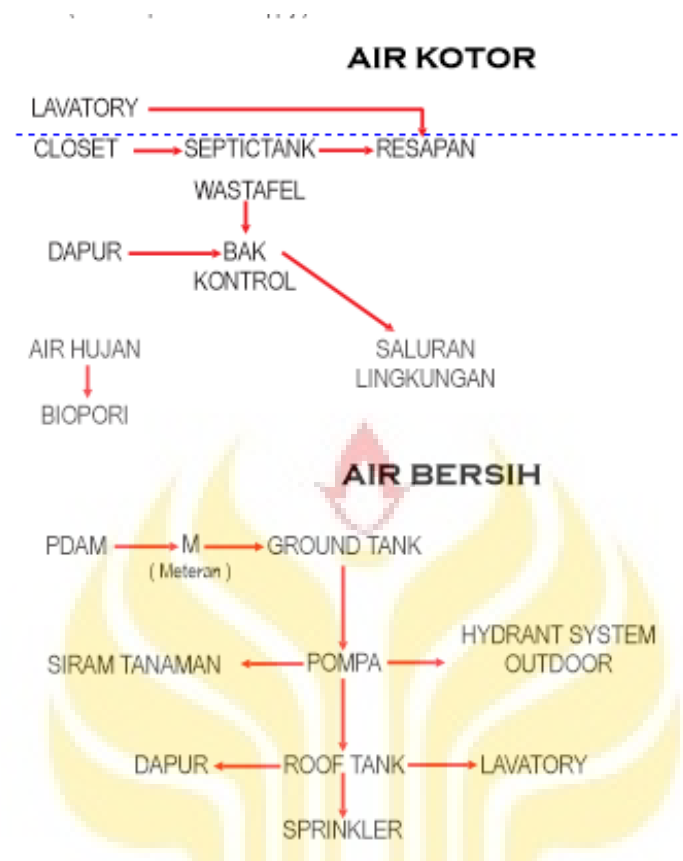 AIR KOTOR
LAVATORY
CLOSET SEPTICTANK RESAPAN
WASTAFEL
DAPUR BAK
KONTROL
AIR HUJAN SALURAN
LINGKUNGAN
BIOPORI
AIR BERSIH
PDAM M GROUND TANK
( Meteran )
HYDRANT SYSTEM
SIRAM TANAMAN POMPA OUTDOOR
DAPUR ROOF TANK LAVATORY
SPRINKLER